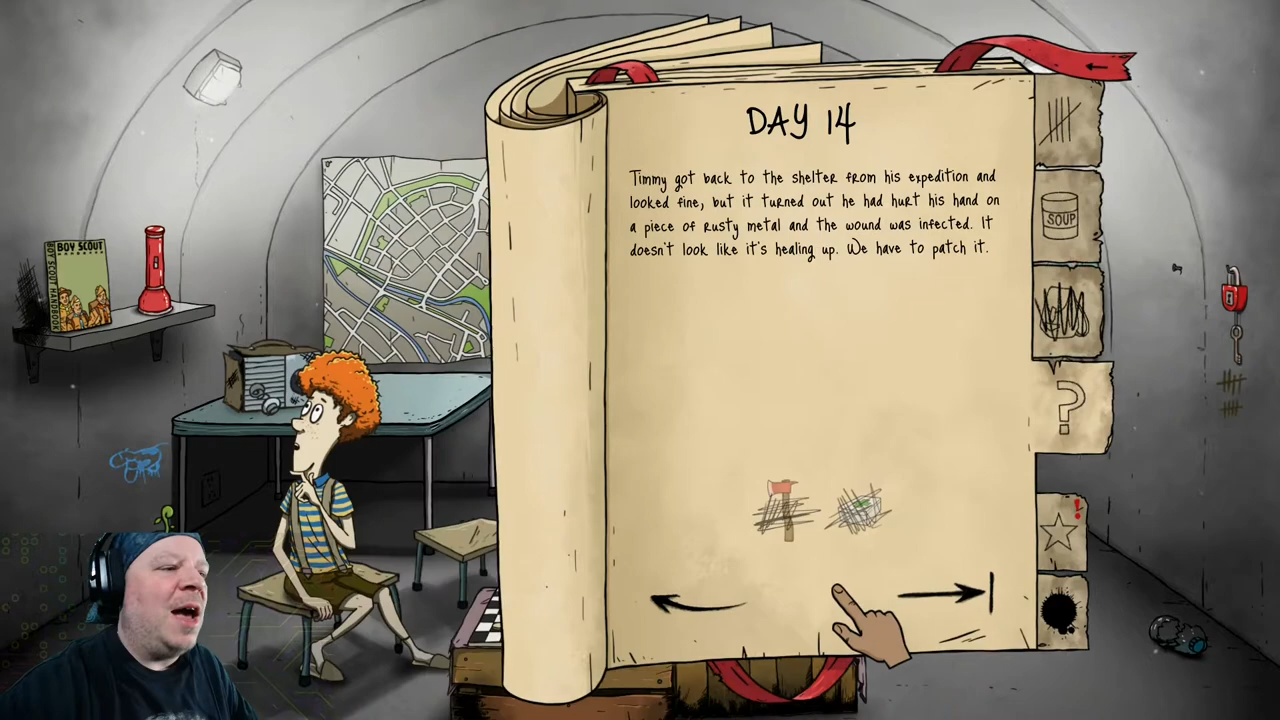 DAY 14
Timmy got back to the shelter from his expedition and
looked fine, but it turned out he had hurt his hand on
a piece of rusty metal and the wound was infected. It
doesn't look like it's healing up. We have to patch it.
BOY SCOUT
BOY SCOUT HANDBOOK
SOUP
?
!